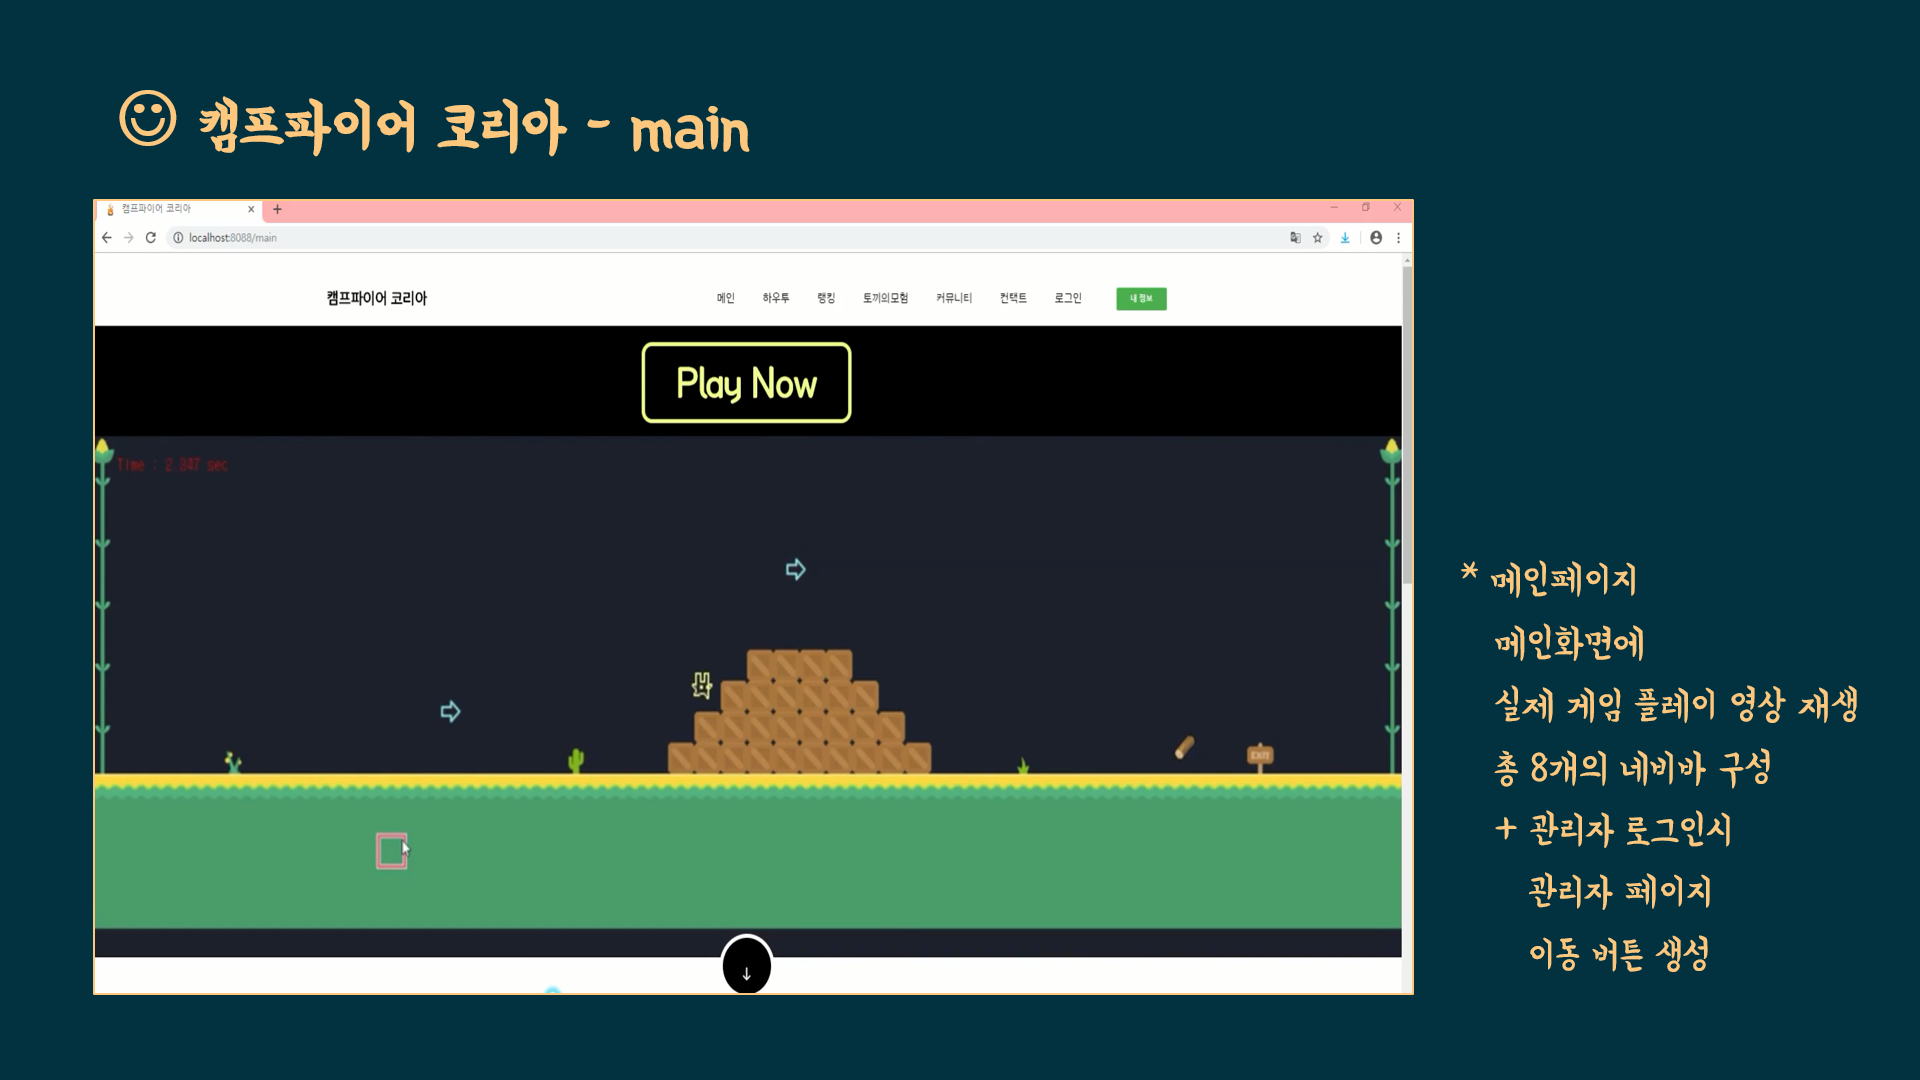 캠프파이어 코리아 - main
캠프파이어 코리아
localhost:8088/main
캠프파이어 코리아
메인 하우투 랭킹 토끼의모험 커뮤니티 컨택트 로그인 내 정보
Play Now
Time : 2.347 sec
EXIT
* 메인페이지
메인화면에
실제 게임 플레이 영상 재생
총 8개의 네비바 구성
+ 관리자 로그인시
관리자 페이지
이동 버튼 생성